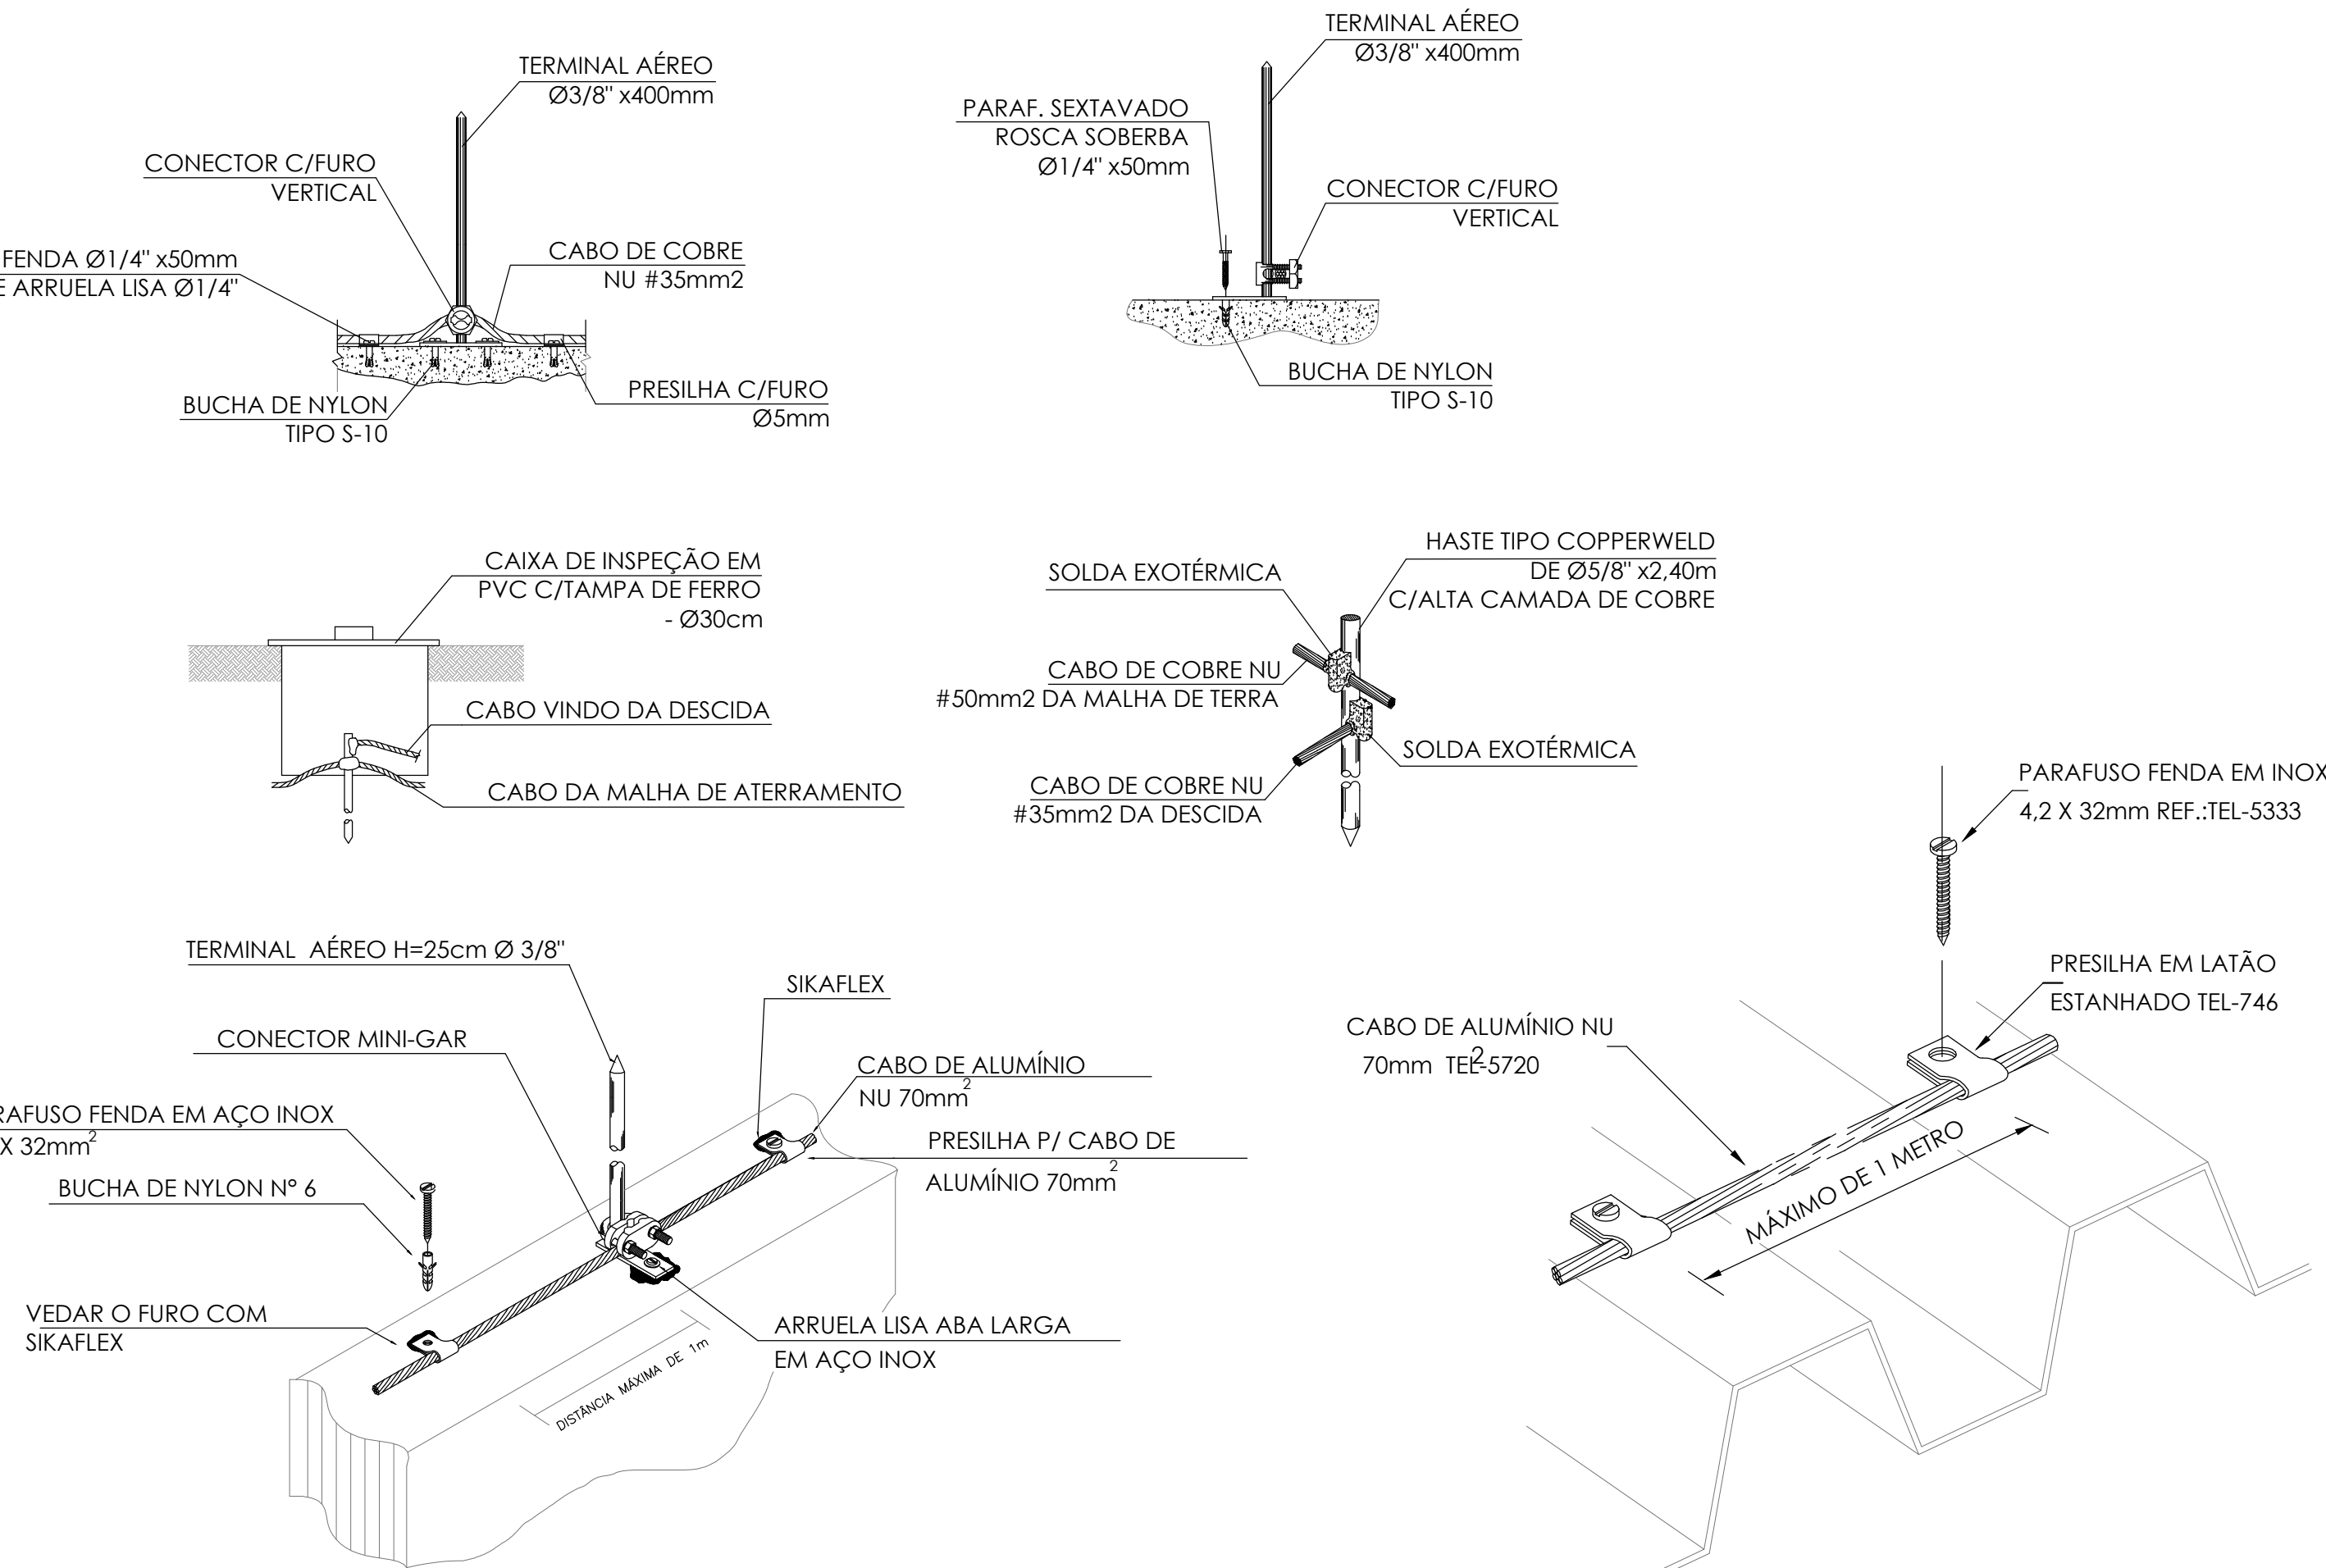 TERMINAL AÉREO
Ø3/8" x400mm
CONECTOR C/FURO
VERTICAL
FENDA Ø1/4" x50mm
ARRUELA LISA Ø1/4"
CABO DE COBRE
NU #35mm2
BUCHA DE NYLON
TIPO S-10
PRESILHA C/FURO
Ø5mm
TERMINAL AÉREO
Ø3/8" x400mm
PARAF. SEXTAVADO
ROSCA SOBERBA
Ø1/4" x50mm
CONECTOR C/FURO
VERTICAL
BUCHA DE NYLON
TIPO S-10
CAIXA DE INSPEÇÃO EM
PVC C/TAMPA DE FERRO
- Ø30cm
CABO VINDO DA DESCIDA
CABO DA MALHA DE ATERRAMENTO
SOLDA EXOTÉRMICA
HASTE TIPO COPPERWELD
DE Ø5/8" x2,40m
C/ALTA CAMADA DE COBRE
CABO DE COBRE NU
#50mm2 DA MALHA DE TERRA
SOLDA EXOTÉRMICA
CABO DE COBRE NU
#35mm2 DA DESCIDA
TERMINAL AÉREO H=25cm Ø 3/8"
SIKAFLEX
CONECTOR MINI-GAR
CABO DE ALUMÍNIO
NU 70mm²
RAFUSO FENDA EM AÇO INOX
X 32mm²
PRESILHA P/ CABO DE
ALUMÍNIO 70mm²
BUCHA DE NYLON N° 6
VEDAR O FURO COM
SIKAFLEX
ARRUELA LISA ABA LARGA
EM AÇO INOX
DISTÂNCIA MÁXIMA DE 1m
PARAFUSO FENDA EM INOX
4,2 X 32mm REF.:TEL-5333
PRESILHA EM LATÃO
ESTANHADO TEL-746
CABO DE ALUMÍNIO NU
70mm² TEL-5720
MÁXIMO DE 1 METRO